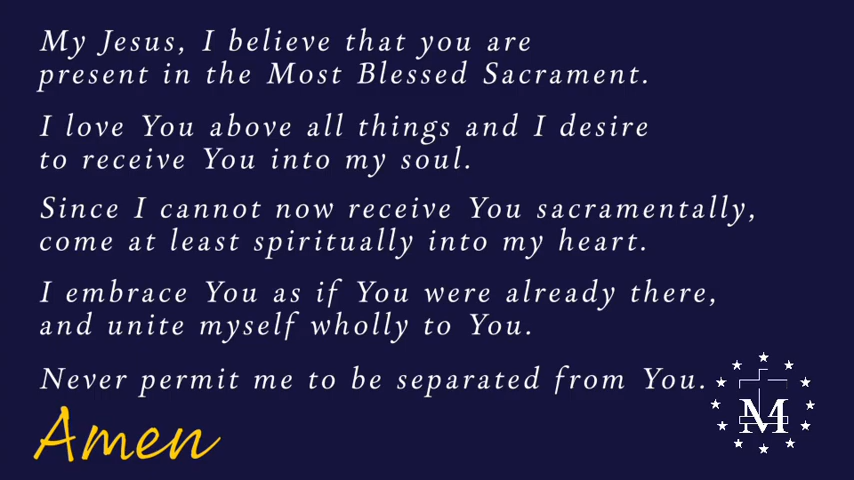 My Jesus, I believe that you are
present in the Most Blessed Sacrament.
I love You above all things and I desire
to receive You into my soul.
Since I cannot now receive You sacramentally,
come at least spiritually into my heart.
I embrace You as if You were already there,
and unite myself wholly to You.
Never permit me to be separated from You.
Amen
M